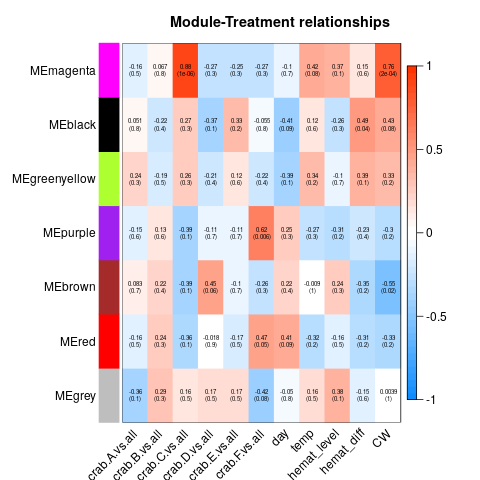 Module-Treatment relationships
MEmagenta
-0.16 0.067 0.88 -0.27 -0.25 -0.27 -0.1 0.42 0.37 0.15 0.76
(0.5) (0.8) (1e-06) (0.3) (0.3) (0.3) (0.7) (0.08) (0.1) (0.6) (2e-04)
MEblack
0.051 -0.22 0.27 -0.37 0.33 -0.055 -0.41 0.12 -0.26 0.49 0.43
(0.8) (0.4) (0.3) (0.1) (0.2) (0.8) (0.09) (0.6) (0.3) (0.04) (0.08)
MEgreenyellow
0.24 -0.19 0.26 -0.21 0.12 -0.22 -0.39 0.34 -0.1 0.39 0.33
(0.3) (0.5) (0.3) (0.4) (0.6) (0.4) (0.1) (0.2) (0.7) (0.1) (0.2)
MEpurple
-0.15 0.13 -0.39 -0.11 -0.11 0.62 0.25 -0.27 -0.31 -0.23 -0.3
(0.6) (0.6) (0.1) (0.7) (0.7) (0.006) (0.3) (0.3) (0.2) (0.4) (0.2)
MEbrown
0.083 0.22 -0.39 0.45 -0.1 -0.26 0.22 -0.009 0.24 -0.35 -0.55
(0.7) (0.4) (0.1) (0.06) (0.7) (0.3) (0.4) (1) (0.3) (0.2) (0.02)
MEred
-0.16 0.24 -0.36 -0.018 -0.17 0.47 0.41 -0.32 -0.16 -0.31 -0.33
(0.5) (0.3) (0.1) (0.9) (0.5) (0.05) (0.09) (0.2) (0.5) (0.2) (0.2)
MEgrey
-0.36 0.29 0.16 0.17 0.17 -0.42 -0.05 0.16 0.38 -0.15 0.0039
(0.1) (0.3) (0.5) (0.5) (0.5) (0.08) (0.8) (0.5) (0.1) (0.6) (1)
crab.A.vs.all
crab.B.vs.all
crab.C.vs.all
crab.D.vs.all
crab.E.vs.all
crab.F.vs.all
day
temp
hemat_level
hemat_diff
CW
1
0.5
0
-0.5
-1